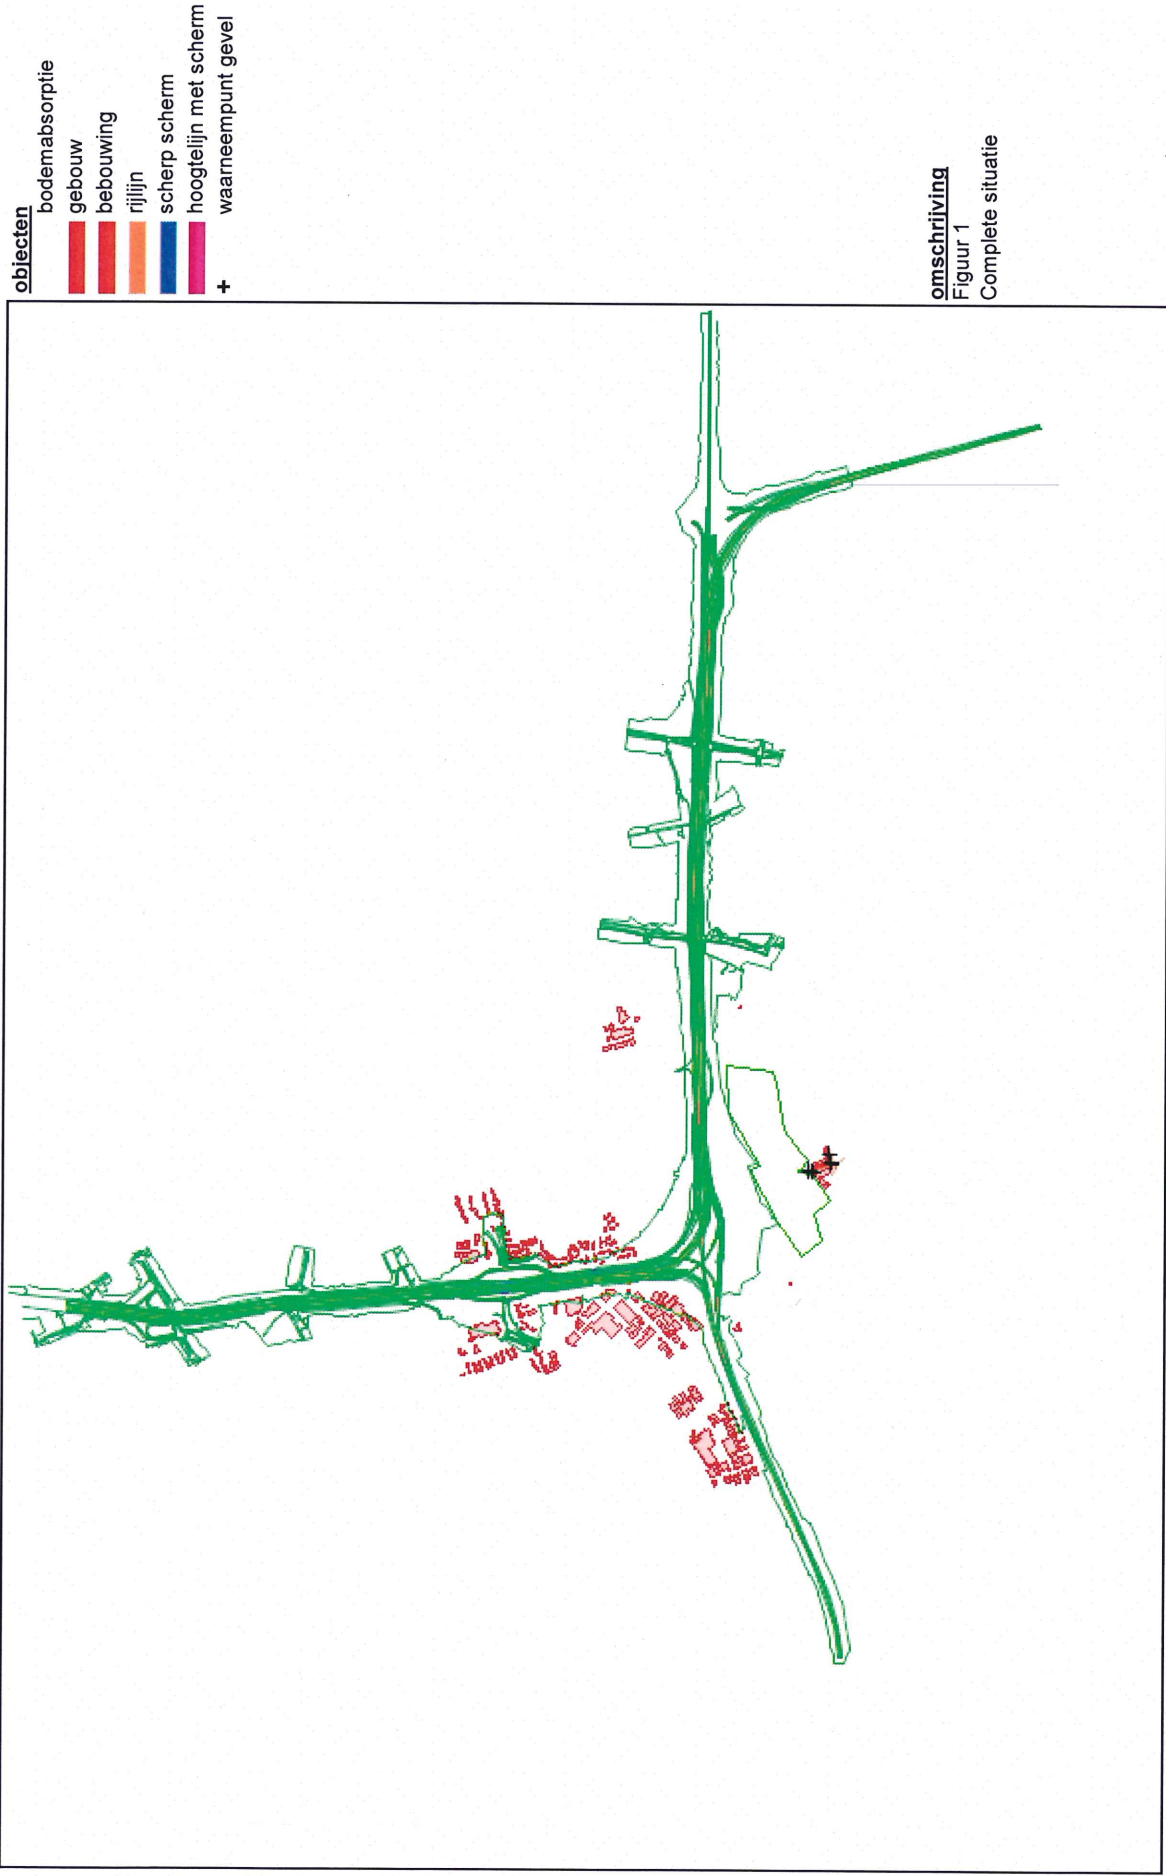 objecten
bodemabsorptie
gebouw
bebouwing
rijlijn
scherp scherm
hoogtelijn met scherm
+ waarneempunt gevel
omschrijving
Figuur 1
Complete situatie